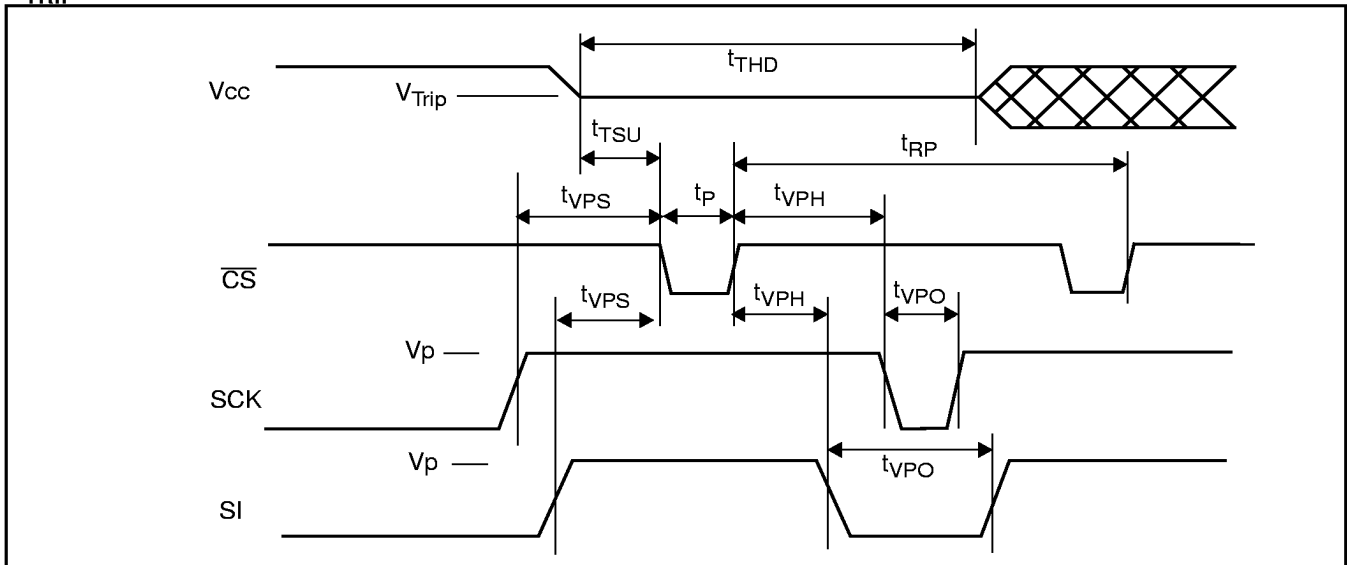 tTHD
Vcc
VTrip
tTSU
tRP
tVPS
tP
tVPH
CS
tVPS
tVPH
tVPO
Vp
SCK
Vp
tVPO
SI